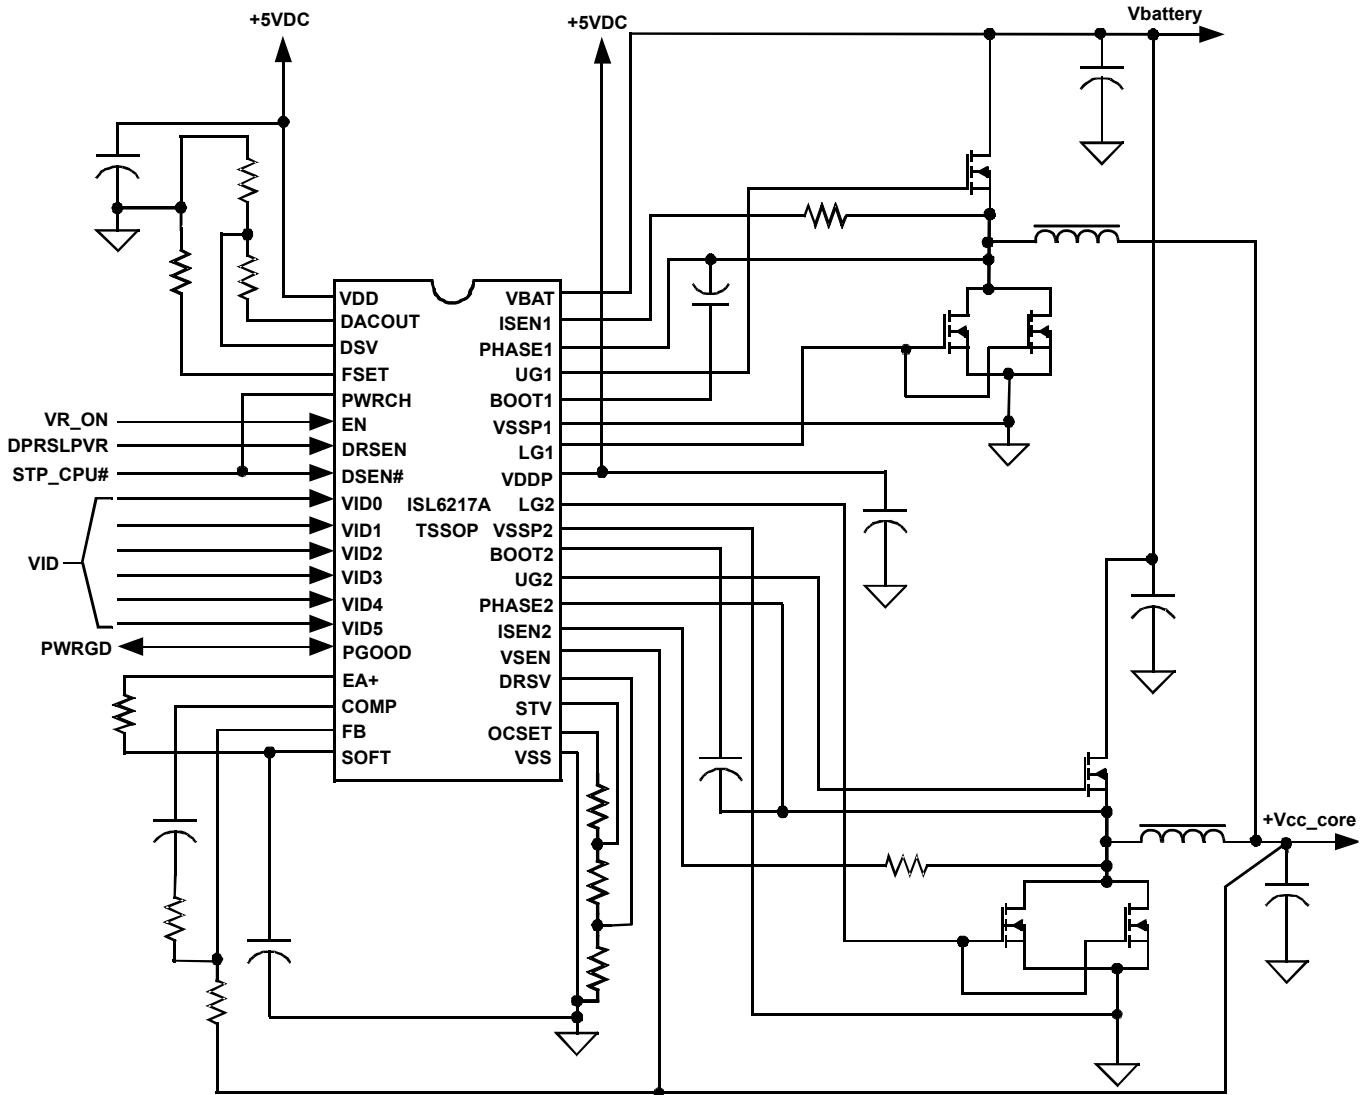 +5VDC
+5VDC
Vbattery
VDD
DACOUT
DSV
FSET
PWRCH
EN
DRSEN
DSEN#
VID0
VID1
VID2
VID3
VID4
VID5
PGOOD
EA+
COMP
FB
SOFT
VR_ON
DPRSLPVR
STP_CPU#
VID
PWRGD
ISL6217A
TSSOP
VBAT
ISEN1
PHASE1
UG1
BOOT1
VSSP1
LG1
VDDP
LG2
VSSP2
BOOT2
UG2
PHASE2
ISEN2
VSEN
DRSV
STV
OCSET
VSS
+Vcc_core